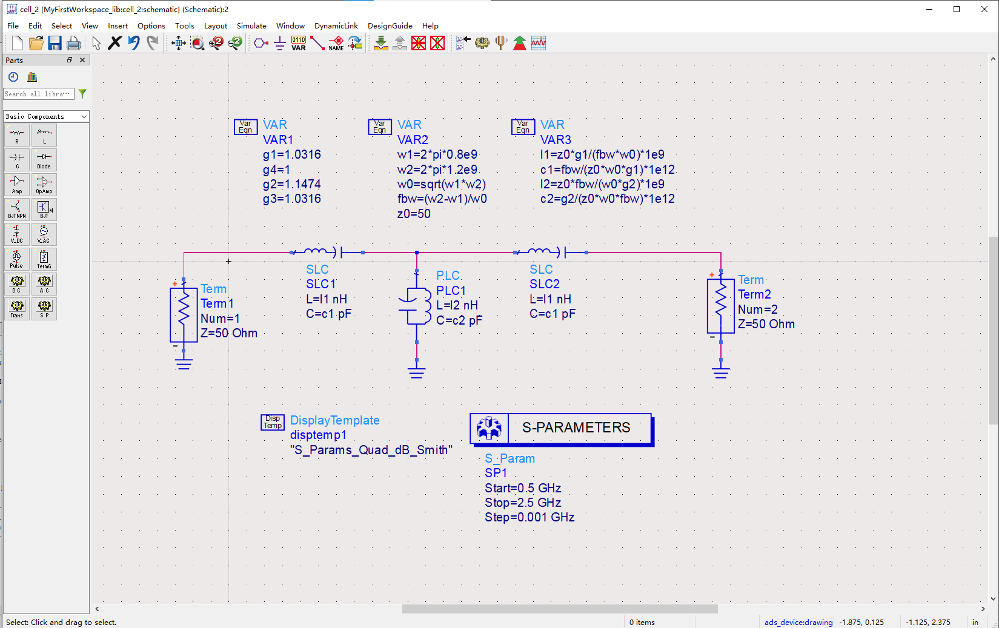 cell_2 [MyFirstWorkspace_lib:cell_2:schematic] (Schematic):2
File Edit Select View Insert Options Tools Layout Simulate Window DynamicLink DesignGuide Help
0110
VAR
NAME
Parts
Search all libra···
Basic Components
R L
C Diode
Amp OpAmp
BJTNPN BJT
V_DC V_AC
Pulse TermG
DC AC
Trans SP
Var
Eqn
VAR
VAR1
g1=1.0316
g4=1
g2=1.1474
g3=1.0316
Var
Eqn
VAR
VAR2
w1=2*pi*0.8e9
w2=2*pi*1.2e9
w0=sqrt(w1*w2)
fbw=(w2-w1)/w0
z0=50
Var
Eqn
VAR
VAR3
l1=z0*g1/(fbw*w0)*1e9
c1=fbw/(z0*w0*g1)*1e12
l2=z0*fbw/(w0*g2)*1e9
c2=g2/(z0*w0*fbw)*1e12
Term
Term1
Num=1
Z=50 Ohm
SLC
SLC1
L=l1 nH
C=c1 pF
PLC
PLC1
L=l2 nH
C=c2 pF
SLC
SLC2
L=l1 nH
C=c1 pF
Term
Term2
Num=2
Z=50 Ohm
Disp
Temp
DisplayTemplate
disptemp1
"S_Params_Quad_dB_Smith"
S-PARAMETERS
S_Param
SP1
Start=0.5 GHz
Stop=2.5 GHz
Step=0.001 GHz
Select: Click and drag to select.
0 items
ads_device:drawing
-1.875, 0.125
-1.125, 2.375
in